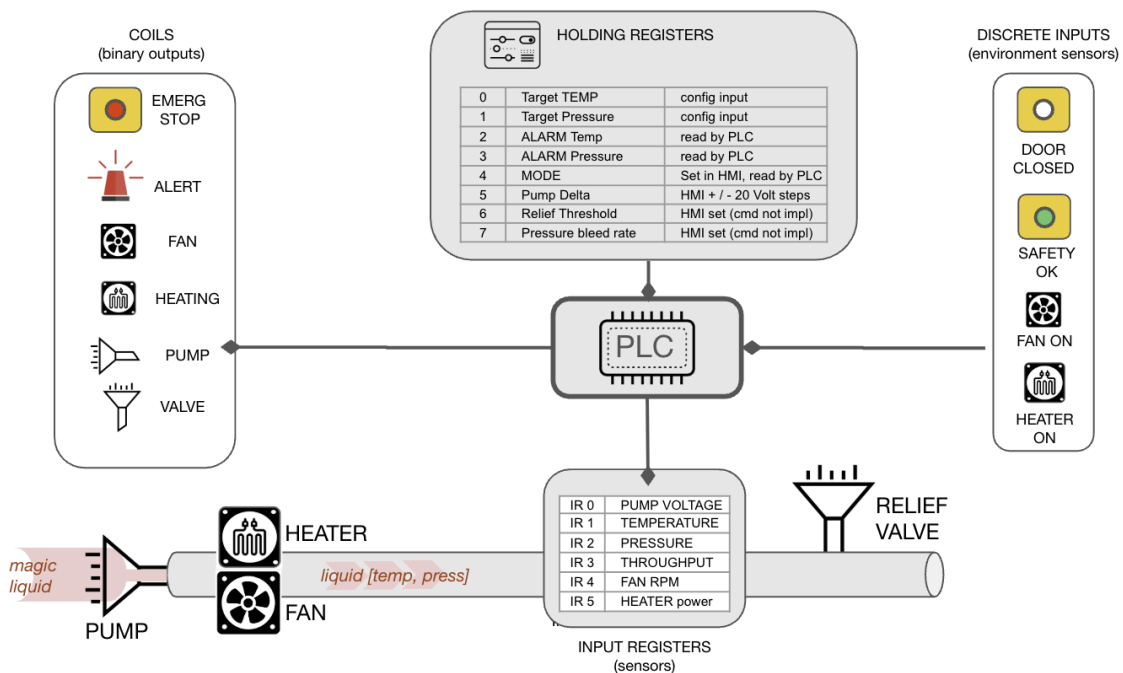 COILS
(binary outputs)
EMERG
STOP
ALERT
FAN
HEATING
PUMP
VALVE
HOLDING REGISTERS
0 Target TEMP config input
1 Target Pressure config input
2 ALARM Temp read by PLC
3 ALARM Pressure read by PLC
4 MODE Set in HMI, read by PLC
5 Pump Delta HMI + / - 20 Volt steps
6 Relief Threshold HMI set (cmd not impl)
7 Pressure bleed rate HMI set (cmd not impl)
DISCRETE INPUTS
(environment sensors)
DOOR
CLOSED
SAFETY
OK
FAN ON
HEATER
ON
PLC
magic
liquid
PUMP
HEATER
FAN
liquid [temp, press]
IR 0 PUMP VOLTAGE
IR 1 TEMPERATURE
IR 2 PRESSURE
IR 3 THROUGHPUT
IR 4 FAN RPM
IR 5 HEATER power
INPUT REGISTERS
(sensors)
RELIEF
VALVE